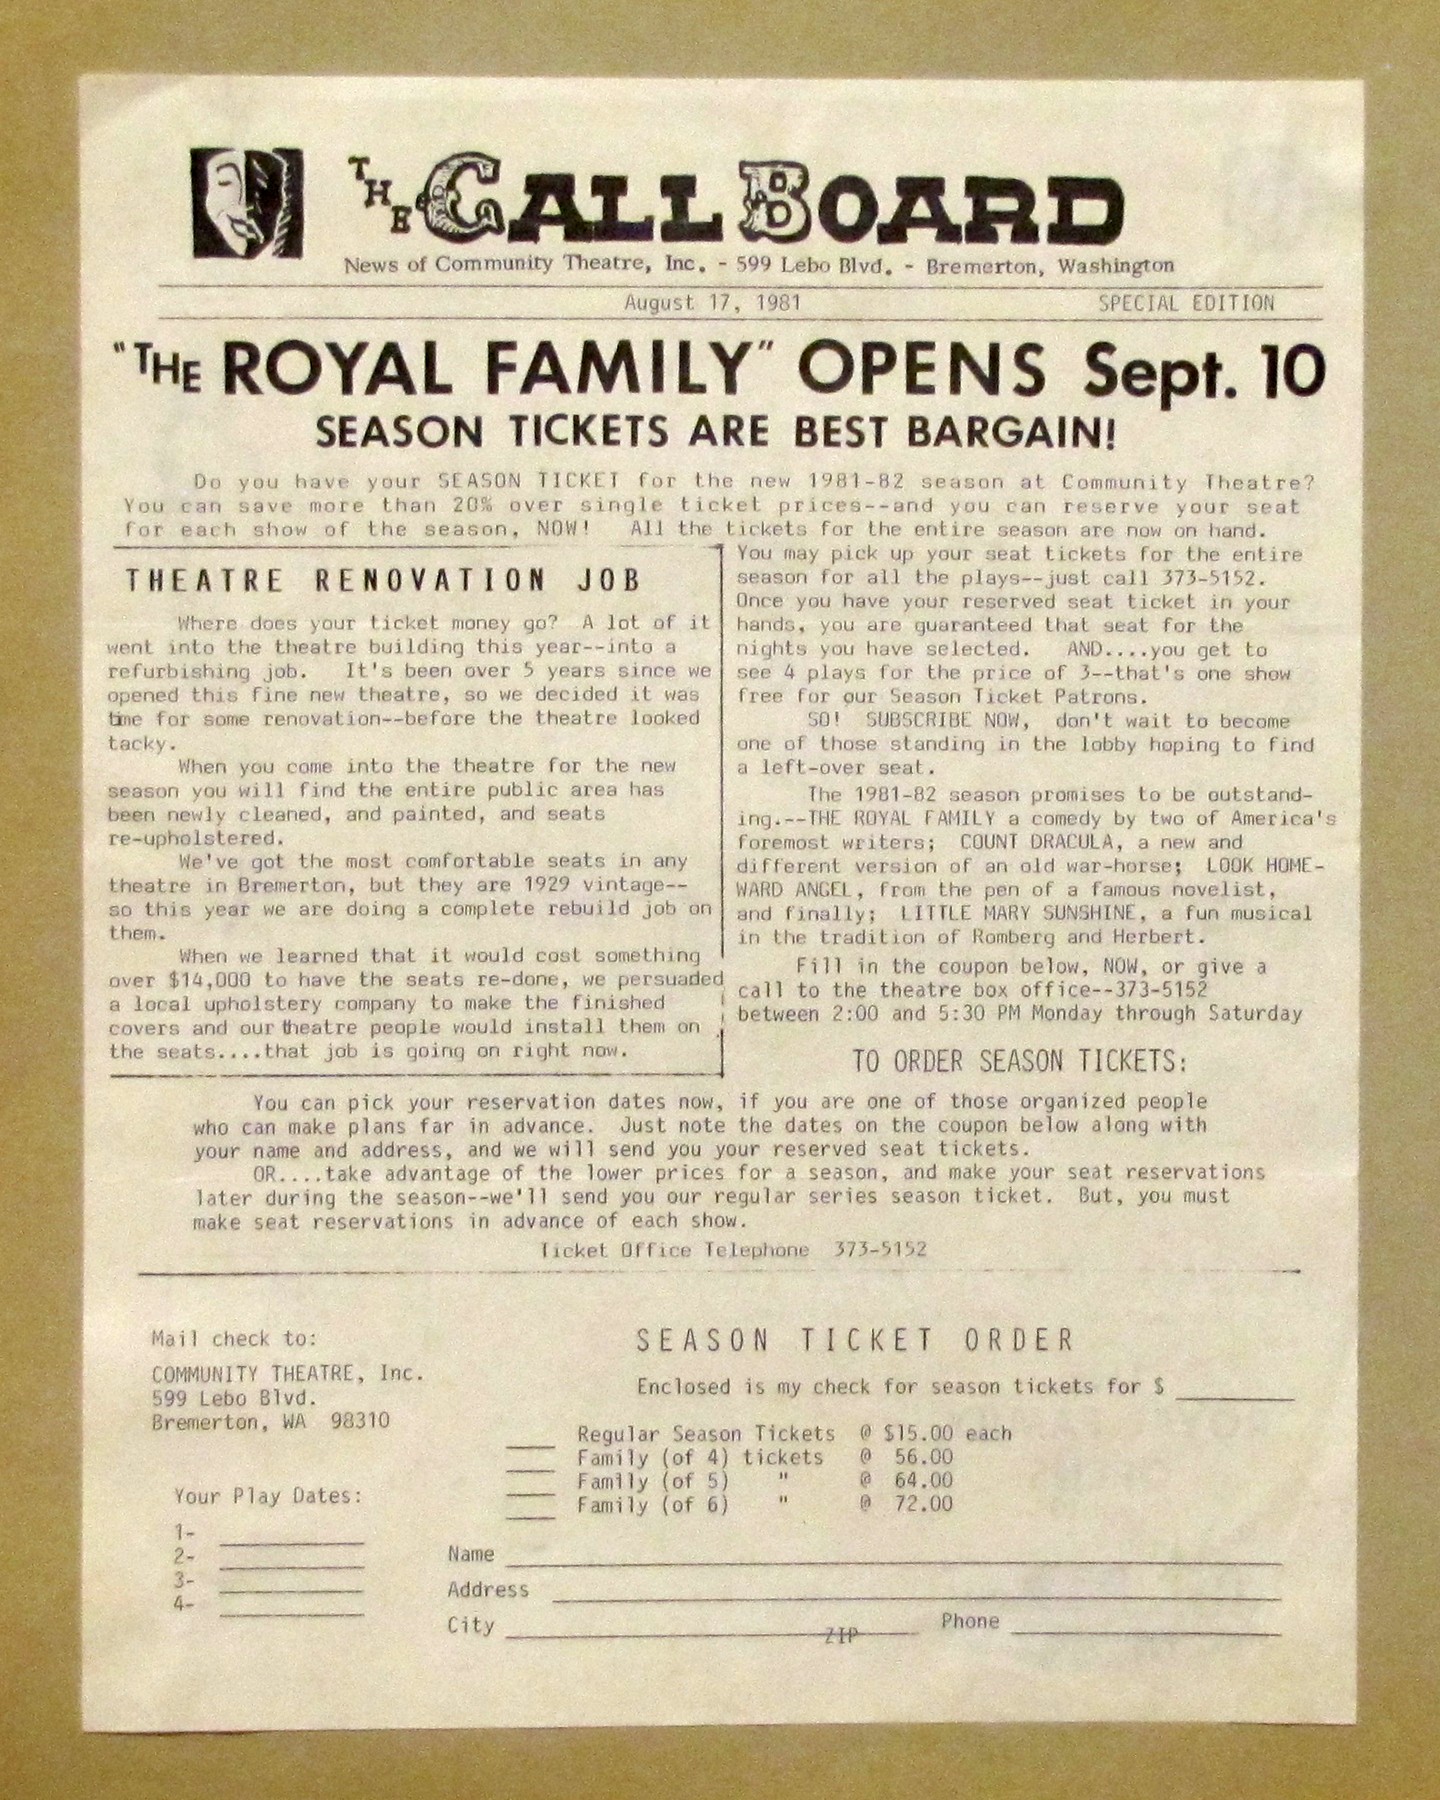 THE CALL BOARD
News of Community Theatre, Inc. - 599 Lebo Blvd. - Bremerton, Washington
August 17, 1981 SPECIAL EDITION
"THE ROYAL FAMILY" OPENS Sept. 10
SEASON TICKETS ARE BEST BARGAIN!
Do you have your SEASON TICKET for the new 1981-82 season at Community Theatre?
You can save more than 20% over single ticket prices--and you can reserve your seat
for each show of the season, NOW! All the tickets for the entire season are now on hand.
THEATRE RENOVATION JOB
Where does your ticket money go? A lot of it
went into the theatre building this year--into a
refurbishing job. It's been over 5 years since we
opened this fine new theatre, so we decided it was
time for some renovation--before the theatre looked
tacky.
When you come into the theatre for the new
season you will find the entire public area has
been newly cleaned, and painted, and seats
re-upholstered.
We've got the most comfortable seats in any
theatre in Bremerton, but they are 1929 vintage--
so this year we are doing a complete rebuild job on
them.
When we learned that it would cost something
over $14,000 to have the seats re-done, we persuaded
a local upholstery company to make the finished
covers and our theatre people would install them on
the seats....that job is going on right now.
You may pick up your seat tickets for the entire
season for all the plays--just call 373-5152.
Once you have your reserved seat ticket in your
hands, you are guaranteed that seat for the
nights you have selected. AND....you get to
see 4 plays for the price of 3--that's one show
free for our Season Ticket Patrons.
SO! SUBSCRIBE NOW, don't wait to become
one of those standing in the lobby hoping to find
a left-over seat.
The 1981-82 season promises to be outstand-
ing.--THE ROYAL FAMILY a comedy by two of America's
foremost writers; COUNT DRACULA, a new and
different version of an old war-horse; LOOK HOME-
WARD ANGEL, from the pen of a famous novelist,
and finally; LITTLE MARY SUNSHINE, a fun musical
in the tradition of Romberg and Herbert.
Fill in the coupon below, NOW, or give a
call to the theatre box office--373-5152
between 2:00 and 5:30 PM Monday through Saturday
TO ORDER SEASON TICKETS:
You can pick your reservation dates now, if you are one of those organized people
who can make plans far in advance. Just note the dates on the coupon below along with
your name and address, and we will send you your reserved seat tickets.
OR....take advantage of the lower prices for a season, and make your seat reservations
later during the season--we'll send you our regular series season ticket. But, you must
make seat reservations in advance of each show.
Ticket Office Telephone 373-5152
Mail check to:
COMMUNITY THEATRE, Inc.
599 Lebo Blvd.
Bremerton, WA 98310
Your Play Dates:
1-
2-
3-
4-
SEASON TICKET ORDER
Enclosed is my check for season tickets for $
Regular Season Tickets @ $15.00 each
Family (of 4) tickets @ 56.00
Family (of 5) " @ 64.00
Family (of 6) " @ 72.00
Name
Address
City ZIP Phone